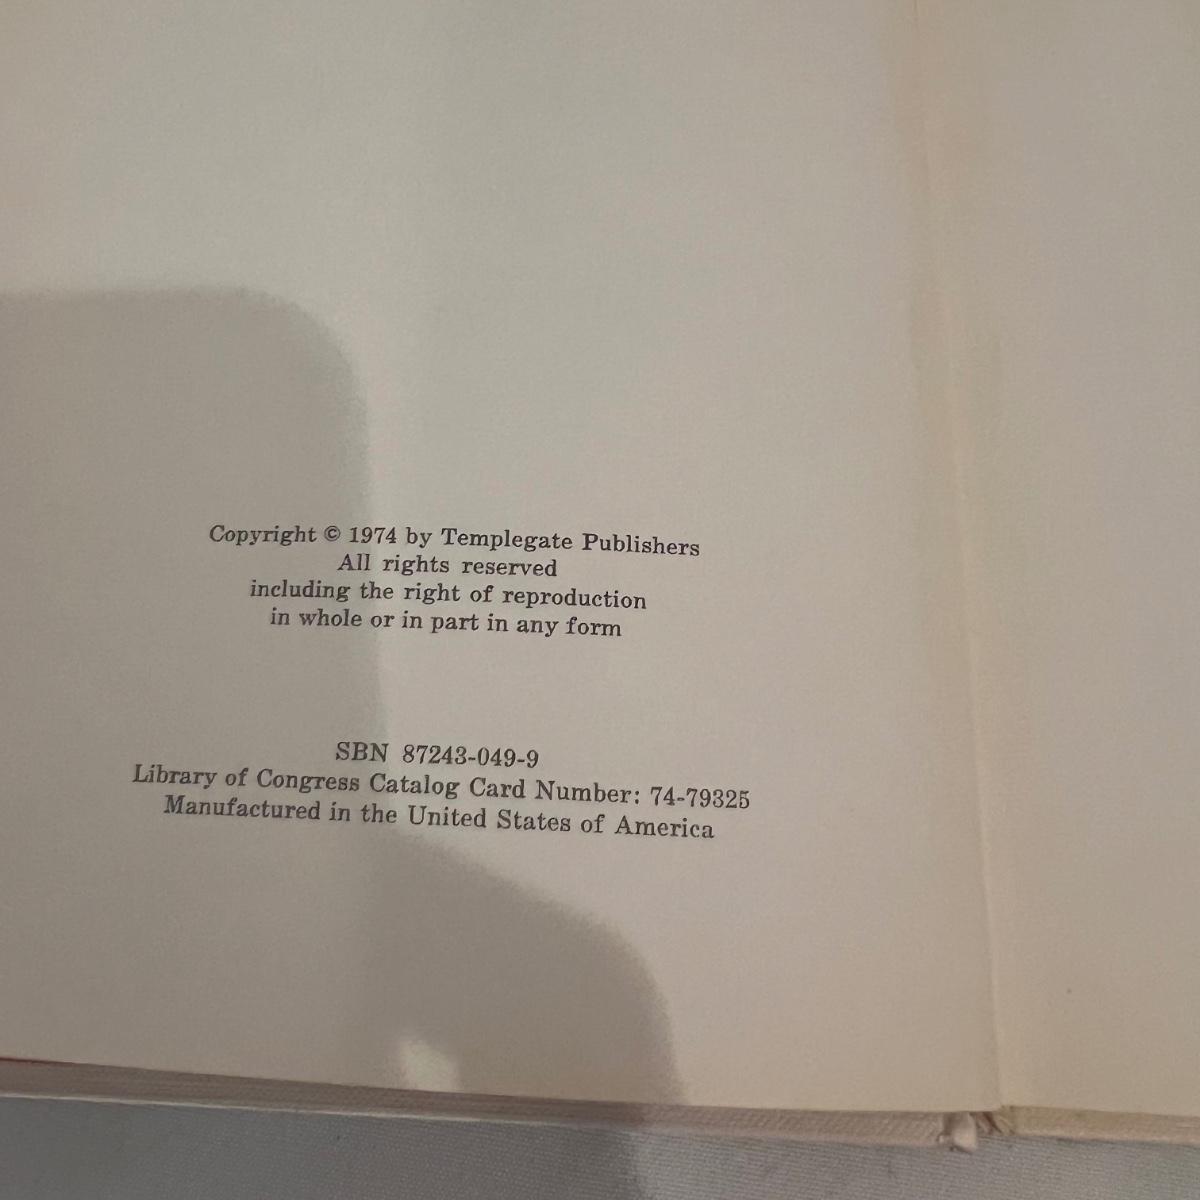 Copyright © 1974 by Templegate Publishers
All rights reserved
including the right of reproduction
in whole or in part in any form
SBN 87243-049-9
Library of Congress Catalog Card Number: 74-79325
Manufactured in the United States of America